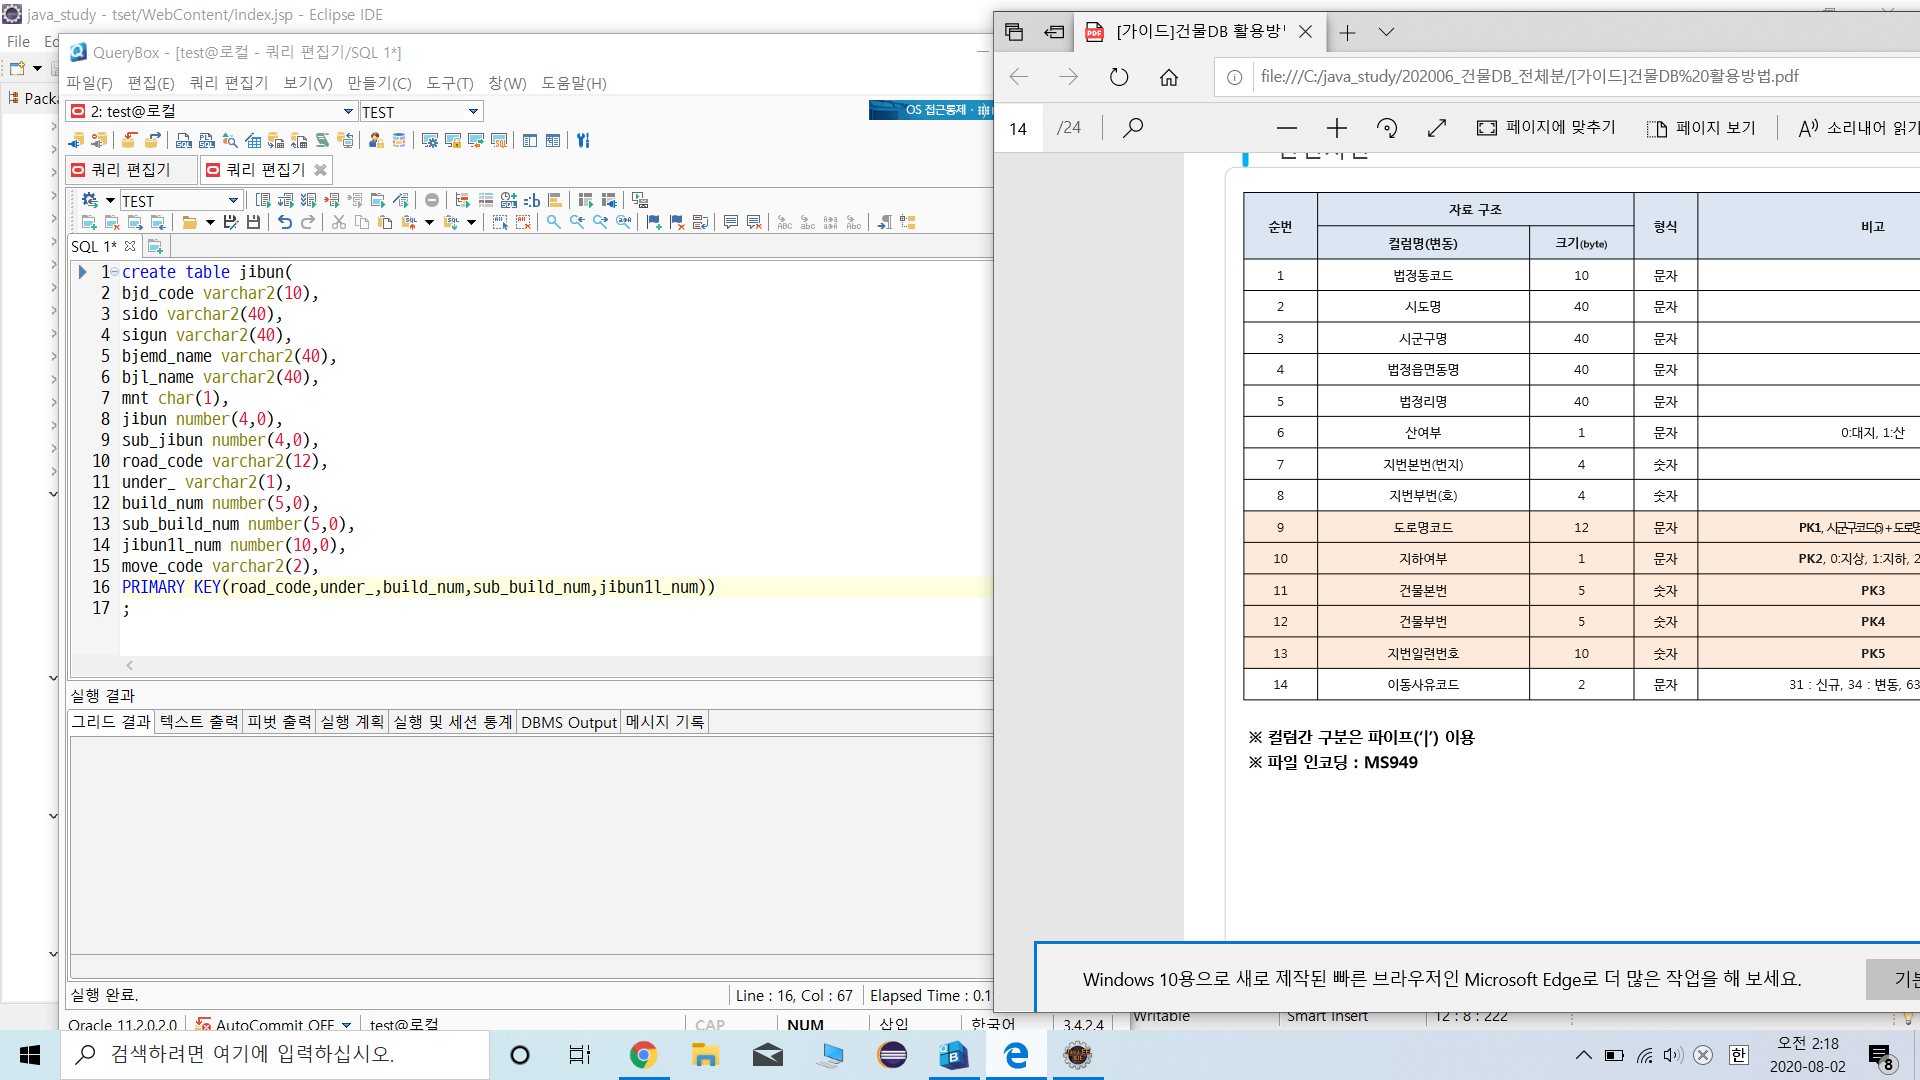 java_study - tset/WebContent/index.jsp - Eclipse IDE
File
Packa
QueryBox - [test@로컬 - 쿼리 편집기/SQL 1*]
파일(F) 편집(E) 쿼리 편집기 보기(V) 만들기(C) 도구(T) 창(W) 도움말(H)
2: test@로컬 TEST
OS 접근통제
쿼리 편집기 쿼리 편집기
TEST
SQL 1*
1 create table jibun(
2 bjd_code varchar2(10),
3 sido varchar2(40),
4 sigun varchar2(40),
5 bjemd_name varchar2(40),
6 bjl_name varchar2(40),
7 mnt char(1),
8 jibun number(4,0),
9 sub_jibun number(4,0),
10 road_code varchar2(12),
11 under_ varchar2(1),
12 build_num number(5,0),
13 sub_build_num number(5,0),
14 jibun1l_num number(10,0),
15 move_code varchar2(2),
16 PRIMARY KEY(road_code,under_,build_num,sub_build_num,jibun1l_num))
17 ;
실행 결과
그리드 결과 텍스트 출력 피벗 출력 실행 계획 실행 및 세션 통계 DBMS Output 메시지 기록
실행 완료. Line : 16, Col : 67 Elapsed Time : 0.1
Oracle 11.2.0.2.0 AutoCommit OFF test@로컬 CAP NUM 삽입 한국어 3.4.2.4
[가이드]건물DB 활용방
file:///C:/java_study/202006_건물DB_전체분/[가이드]건물DB%20활용방법.pdf
14 /24 페이지에 맞추기 페이지 보기 소리내어 읽기
순번 자료 구조 형식 비고
컬럼명(변동) 크기(byte)
1 법정동코드 10 문자
2 시도명 40 문자
3 시군구명 40 문자
4 법정읍면동명 40 문자
5 법정리명 40 문자
6 산여부 1 문자 0:대지, 1:산
7 지번본번(번지) 4 숫자
8 지번부번(호) 4 숫자
9 도로명코드 12 문자 PK1, 시군구코드(5) + 도로명
10 지하여부 1 문자 PK2, 0:지상, 1:지하, 2
11 건물본번 5 숫자 PK3
12 건물부번 5 숫자 PK4
13 지번일련번호 10 숫자 PK5
14 이동사유코드 2 문자 31 : 신규, 34 : 변동, 63
※ 컬럼간 구분은 파이프('|') 이용
※ 파일 인코딩 : MS949
Windows 10용으로 새로 제작된 빠른 브라우저인 Microsoft Edge로 더 많은 작업을 해 보세요. 기본
Writable Smart Insert 12 : 8 : 222
검색하려면 여기에 입력하십시오.
한 오전 2:18
2020-08-02 8